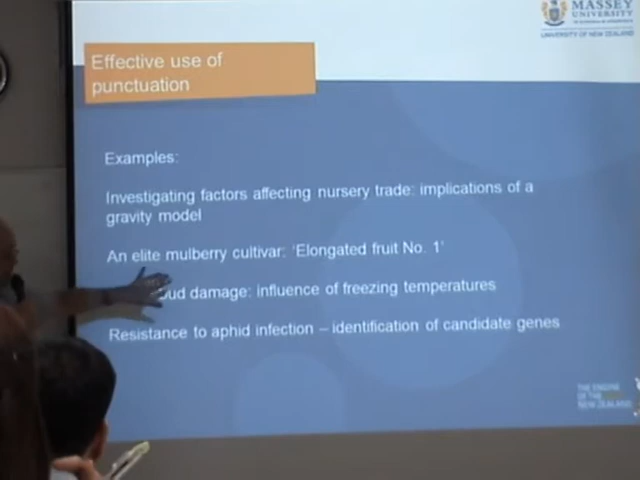 MASSEY
UNIVERSITY
UNIVERSITY OF NEW ZEALAND
Effective use of
punctuation
Examples:
Investigating factors affecting nursery trade: implications of a
gravity model
An elite mulberry cultivar: ‘Elongated fruit No. 1’
damage: influence of freezing temperatures
Resistance to aphid infection – identification of candidate genes
THE ENGINE
OF THE
NEW ZEALAND